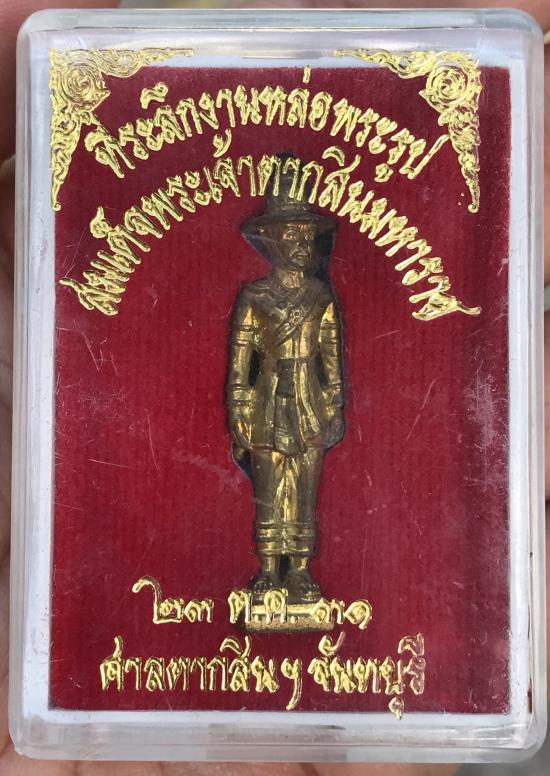 ที่ระลึกงานหล่อพระรูป
สมเด็จพระเจ้าตากสินมหาราช
๒๓ ต.ค. ๓๑
ศาลตากสินฯ จันทบุรี